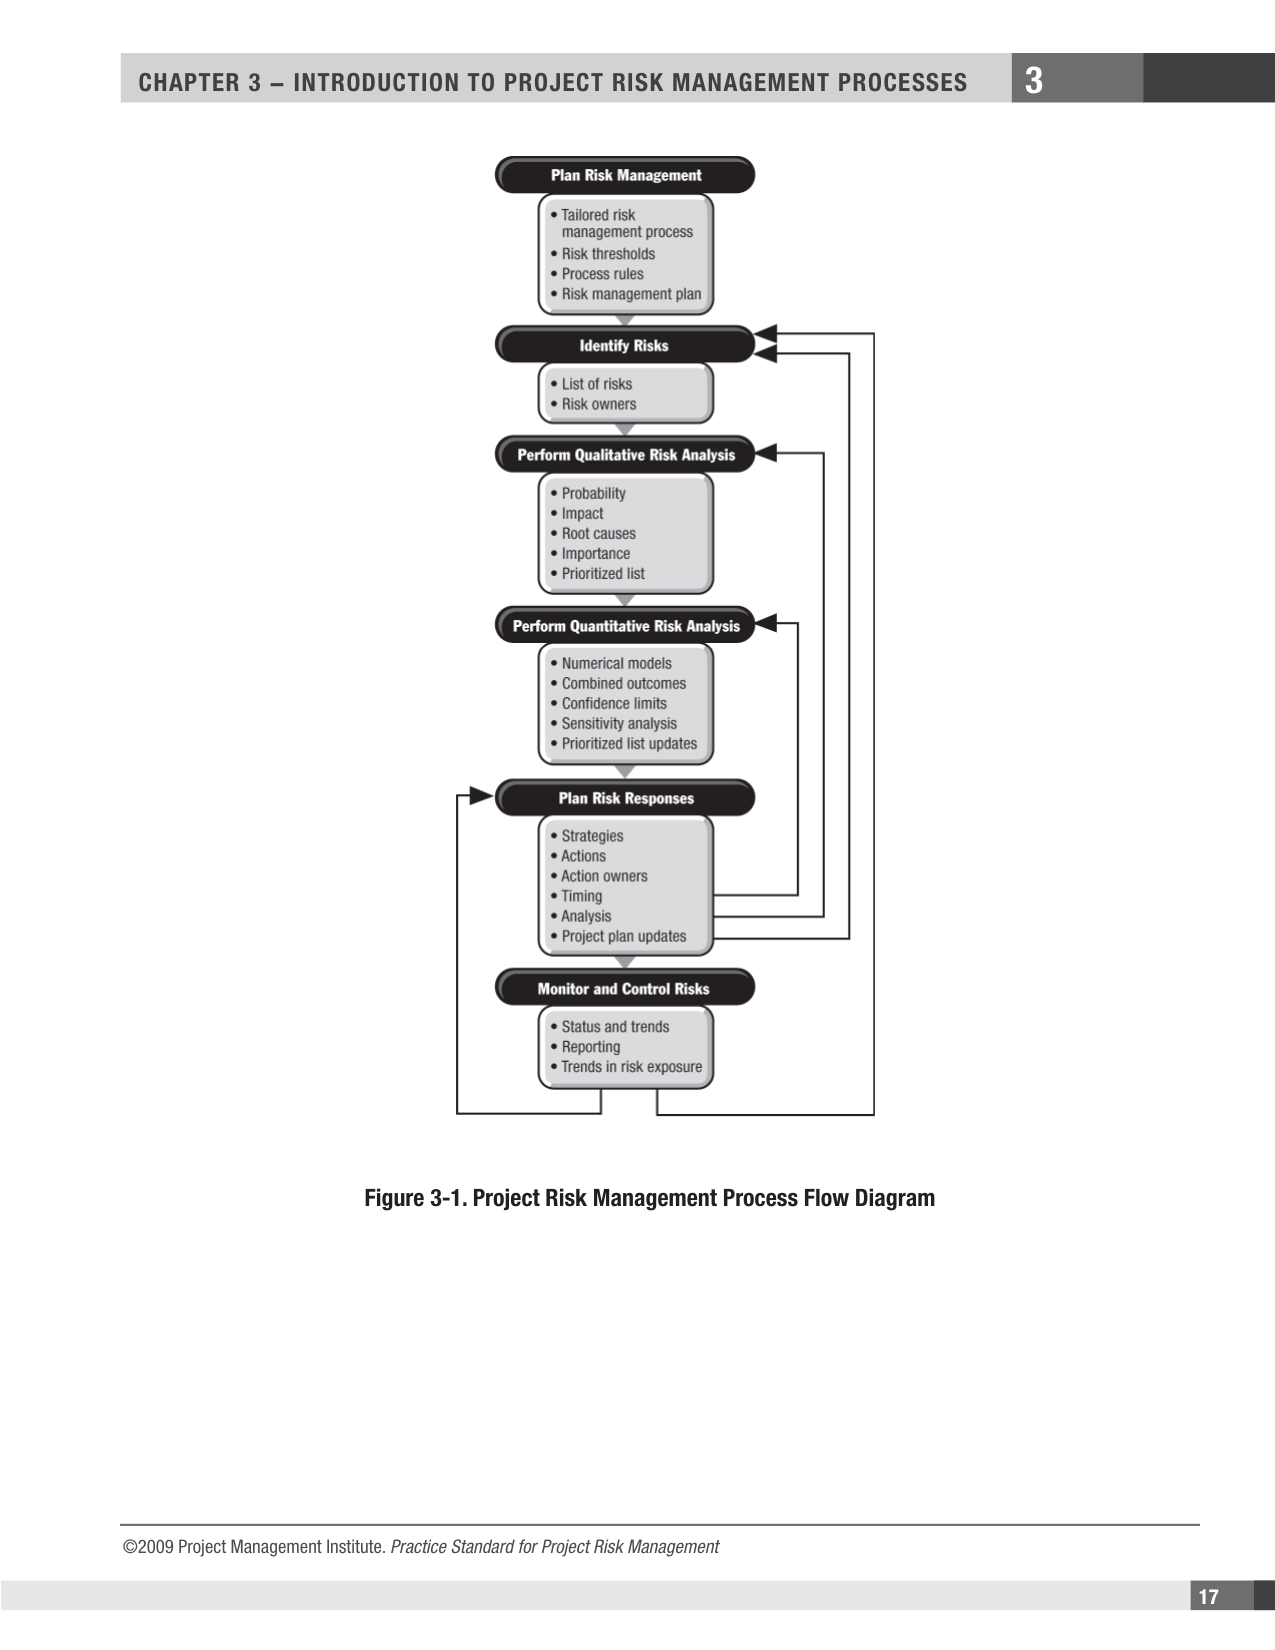 CHAPTER 3 – INTRODUCTION TO PROJECT RISK MANAGEMENT PROCESSES
3
Plan Risk Management
• Tailored risk
management process
• Risk thresholds
• Process rules
• Risk management plan
Identify Risks
• List of risks
• Risk owners
Perform Qualitative Risk Analysis
• Probability
• Impact
• Root causes
• Importance
• Prioritized list
Perform Quantitative Risk Analysis
• Numerical models
• Combined outcomes
• Confidence limits
• Sensitivity analysis
• Prioritized list updates
Plan Risk Responses
• Strategies
• Actions
• Action owners
• Timing
• Analysis
• Project plan updates
Monitor and Control Risks
• Status and trends
• Reporting
• Trends in risk exposure
Figure 3-1. Project Risk Management Process Flow Diagram
©2009 Project Management Institute. Practice Standard for Project Risk Management
17